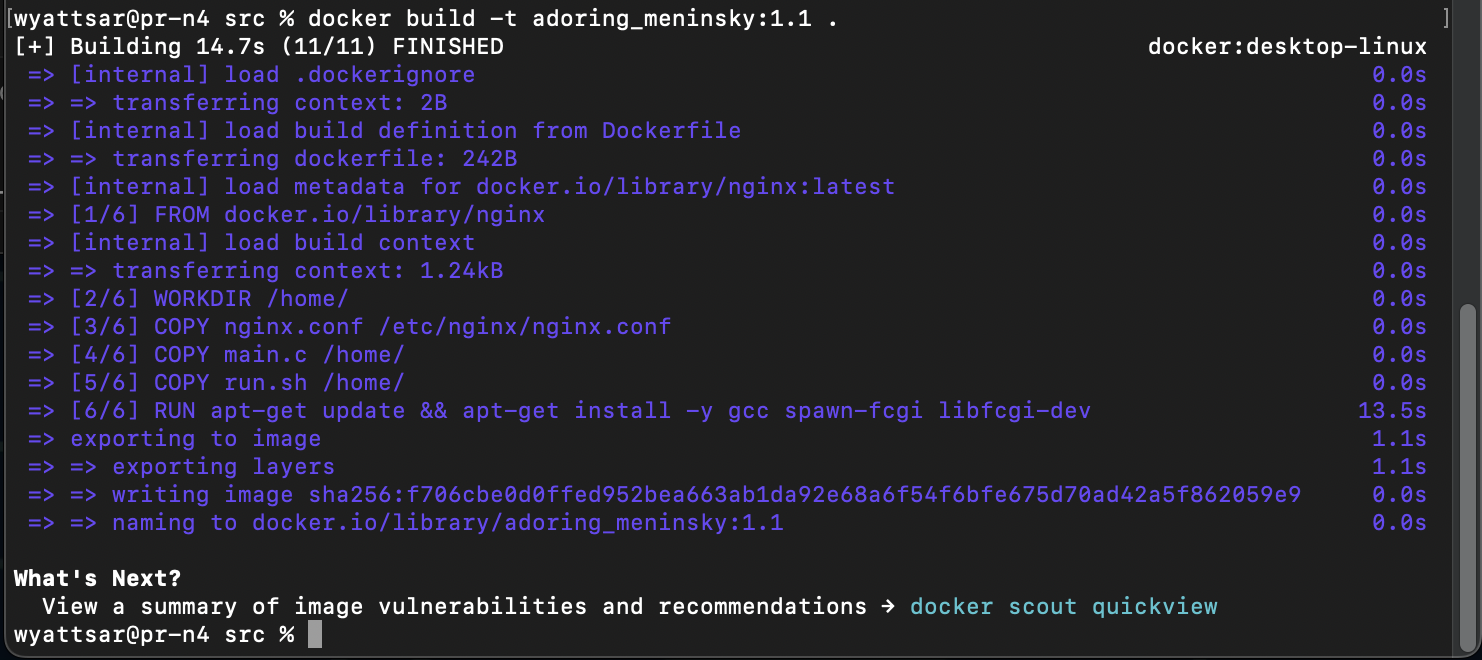 [wyattsar@pr-n4 src % docker build -t adoring_meninsky:1.1 . ]
[+] Building 14.7s (11/11) FINISHED docker:desktop-linux
=> [internal] load .dockerignore 0.0s
=> => transferring context: 2B 0.0s
=> [internal] load build definition from Dockerfile 0.0s
=> => transferring dockerfile: 242B 0.0s
=> [internal] load metadata for docker.io/library/nginx:latest 0.0s
=> [1/6] FROM docker.io/library/nginx 0.0s
=> [internal] load build context 0.0s
=> => transferring context: 1.24kB 0.0s
=> [2/6] WORKDIR /home/ 0.0s
=> [3/6] COPY nginx.conf /etc/nginx/nginx.conf 0.0s
=> [4/6] COPY main.c /home/ 0.0s
=> [5/6] COPY run.sh /home/ 0.0s
=> [6/6] RUN apt-get update && apt-get install -y gcc spawn-fcgi libfcgi-dev 13.5s
=> exporting to image 1.1s
=> => exporting layers 1.1s
=> => writing image sha256:f706cbe0d0ffed952bea663ab1da92e68a6f54f6bfe675d70ad42a5f862059e9 0.0s
=> => naming to docker.io/library/adoring_meninsky:1.1 0.0s
What's Next?
View a summary of image vulnerabilities and recommendations → docker scout quickview
wyattsar@pr-n4 src %